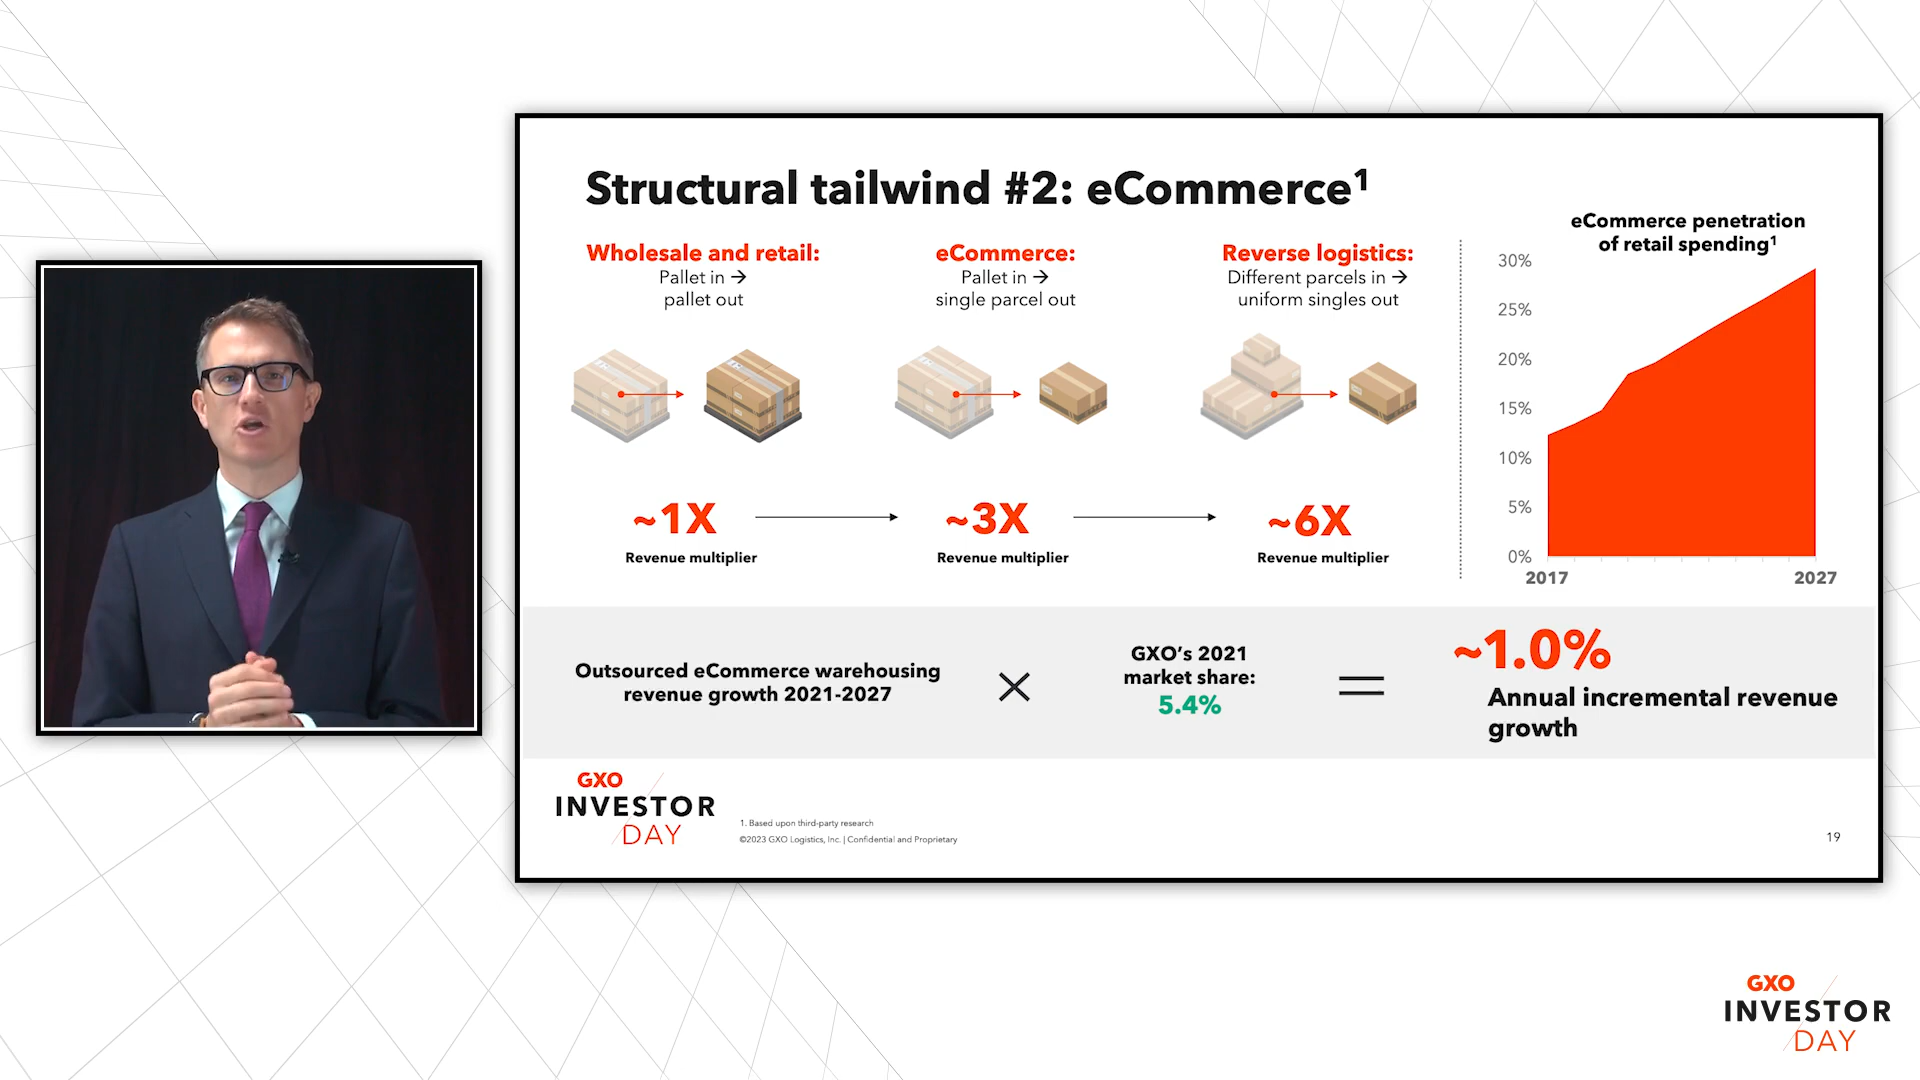 Structural tailwind #2: eCommerce¹
Wholesale and retail:
Pallet in →
pallet out
eCommerce:
Pallet in →
single parcel out
Reverse logistics:
Different parcels in →
uniform singles out
~1X
Revenue multiplier
~3X
Revenue multiplier
~6X
Revenue multiplier
eCommerce penetration
of retail spending¹
30%
25%
20%
15%
10%
5%
0%
2017
2027
Outsourced eCommerce warehousing
revenue growth 2021-2027
×
GXO's 2021
market share:
5.4%
=
~1.0%
Annual incremental revenue
growth
GXO
INVESTOR
DAY
1. Based upon third-party research
©2023 GXO Logistics, Inc. | Confidential and Proprietary
19
GXO
INVESTOR
DAY